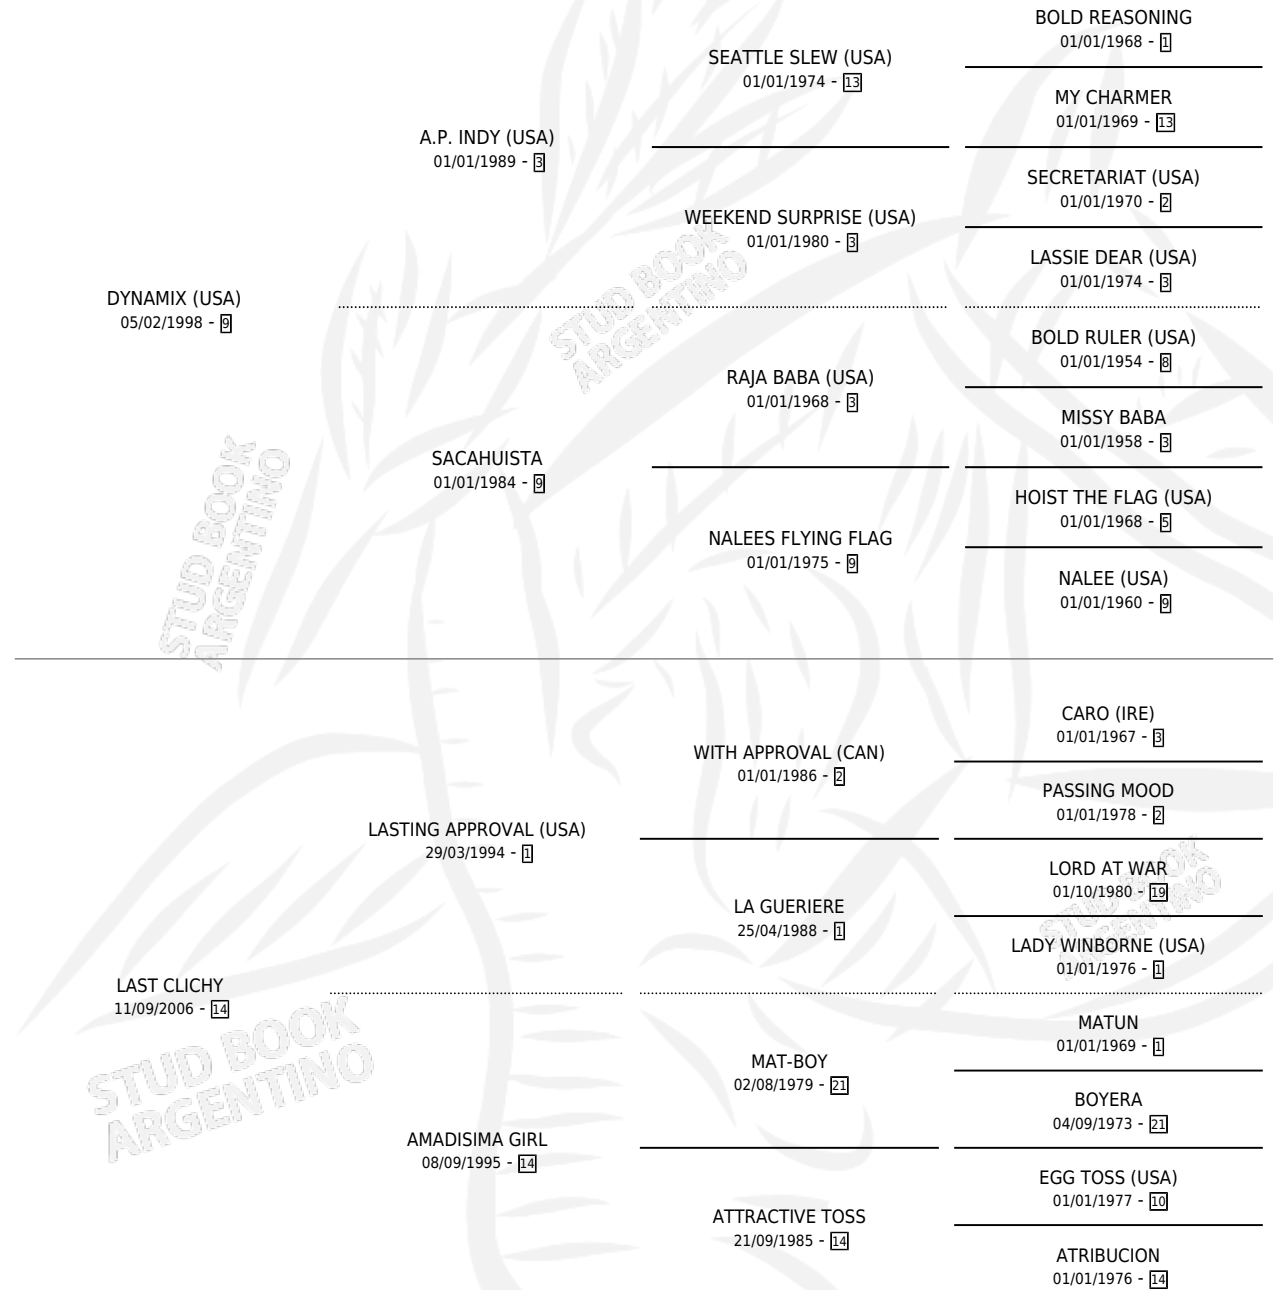 BOLD REASONING
01/01/1968 - 1
SEATTLE SLEW (USA)
01/01/1974 - 13
MY CHARMER
01/01/1969 - 13
A.P. INDY (USA)
01/01/1989 - 3
SECRETARIAT (USA)
01/01/1970 - 2
WEEKEND SURPRISE (USA)
01/01/1980 - 3
LASSIE DEAR (USA)
01/01/1974 - 3
DYNAMIX (USA)
05/02/1998 - 9
BOLD RULER (USA)
01/01/1954 - 8
RAJA BABA (USA)
01/01/1968 - 3
MISSY BABA
01/01/1958 - 3
SACAHUISTA
01/01/1984 - 9
HOIST THE FLAG (USA)
01/01/1968 - 5
NALEES FLYING FLAG
01/01/1975 - 9
NALEE (USA)
01/01/1960 - 9
CARO (IRE)
01/01/1967 - 3
WITH APPROVAL (CAN)
01/01/1986 - 2
PASSING MOOD
01/01/1978 - 2
LASTING APPROVAL (USA)
29/03/1994 - 1
LORD AT WAR
01/10/1980 - 19
LA GUERIERE
25/04/1988 - 1
LADY WINBORNE (USA)
01/01/1976 - 1
LAST CLICHY
11/09/2006 - 14
MATUN
01/01/1969 - 1
MAT-BOY
02/08/1979 - 21
BOYERA
04/09/1973 - 21
AMADISIMA GIRL
08/09/1995 - 14
EGG TOSS (USA)
01/01/1977 - 10
ATTRACTIVE TOSS
21/09/1985 - 14
ATRIBUCION
01/01/1976 - 14
STUD BOOK
ARGENTINO
STUD BOOK
ARGENTINO
STUD BOOK
ARGENTINO
STUD BOOK
ARGENTINO